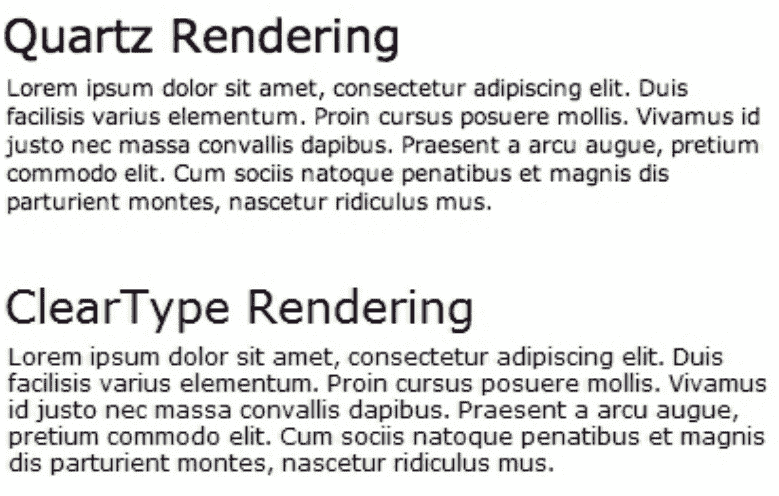 Quartz Rendering
Lorem ipsum dolor sit amet, consectetur adipiscing elit. Duis
facilisis varius elementum. Proin cursus posuere mollis. Vivamus id
justo nec massa convallis dapibus. Praesent a arcu augue, pretium
commodo elit. Cum sociis natoque penatibus et magnis dis
parturient montes, nascetur ridiculus mus.
ClearType Rendering
Lorem ipsum dolor sit amet, consectetur adipiscing elit. Duis
facilisis varius elementum. Proin cursus posuere mollis. Vivamus
id justo nec massa convallis dapibus. Praesent a arcu augue,
pretium commodo elit. Cum sociis natoque penatibus et magnis
dis parturient montes, nascetur ridiculus mus.